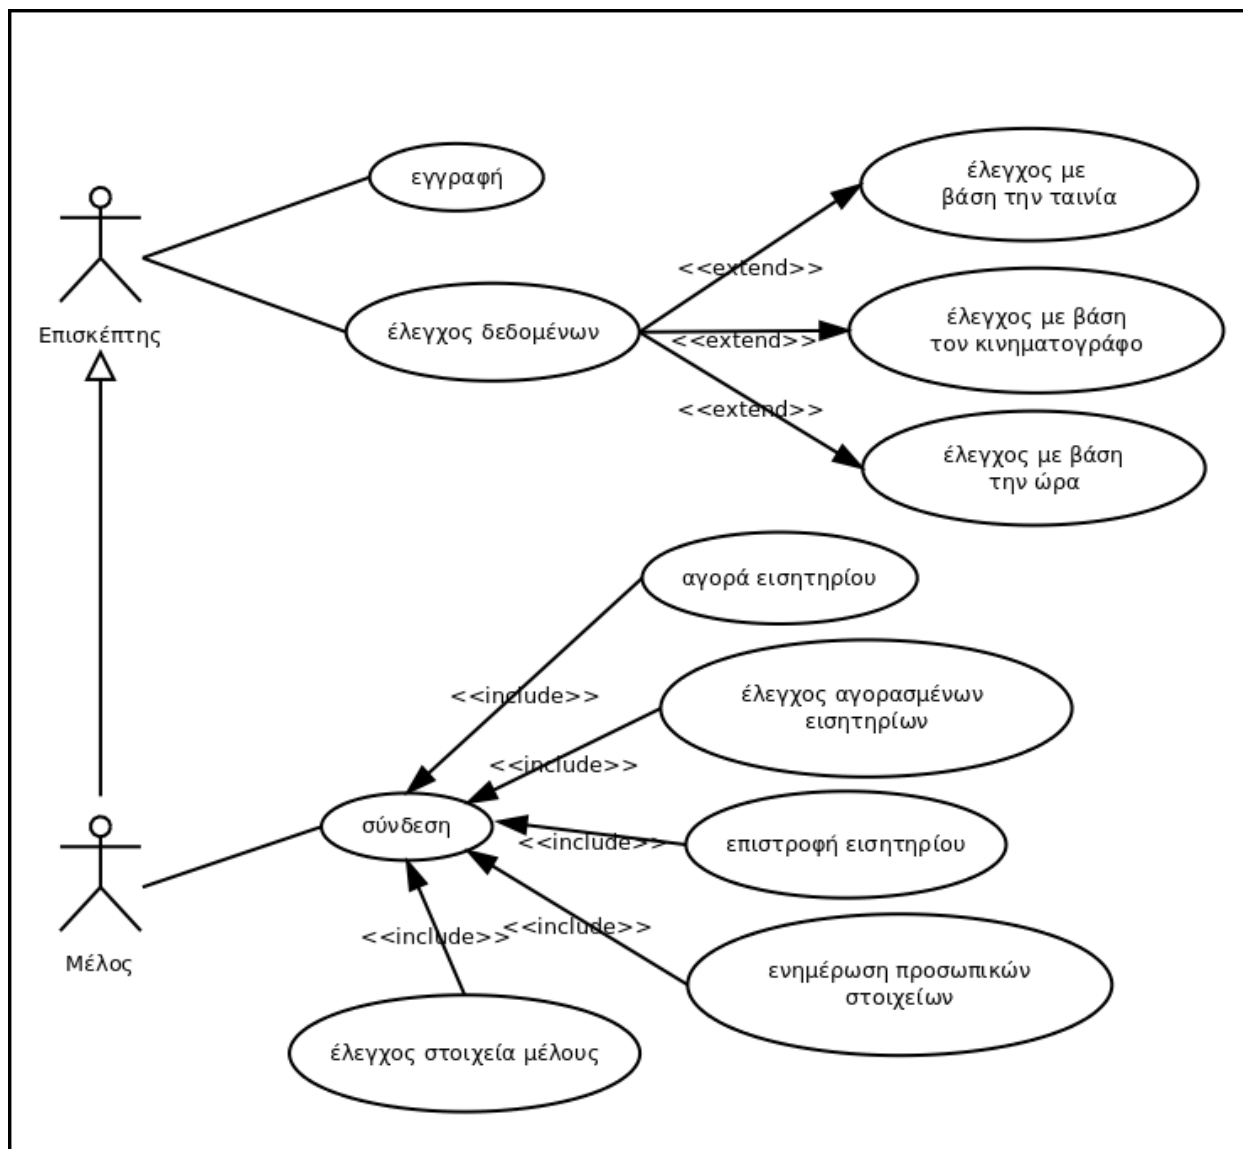 εγγραφή
έλεγχος με
βάση την ταινία
<<extend>>
Επισκέπτης
έλεγχος δεδομένων
<<extend>>
έλεγχος με βάση
τον κινηματογράφο
<<extend>>
έλεγχος με βάση
την ώρα
αγορά εισητηρίου
<<include>>
έλεγχος αγορασμένων
εισητηρίων
<<include>>
σύνδεση
<<include>>
επιστροφή εισητηρίου
Μέλος
<<include>>
<<include>>
ενημέρωση προσωπικών
στοιχείων
έλεγχος στοιχεία μέλους